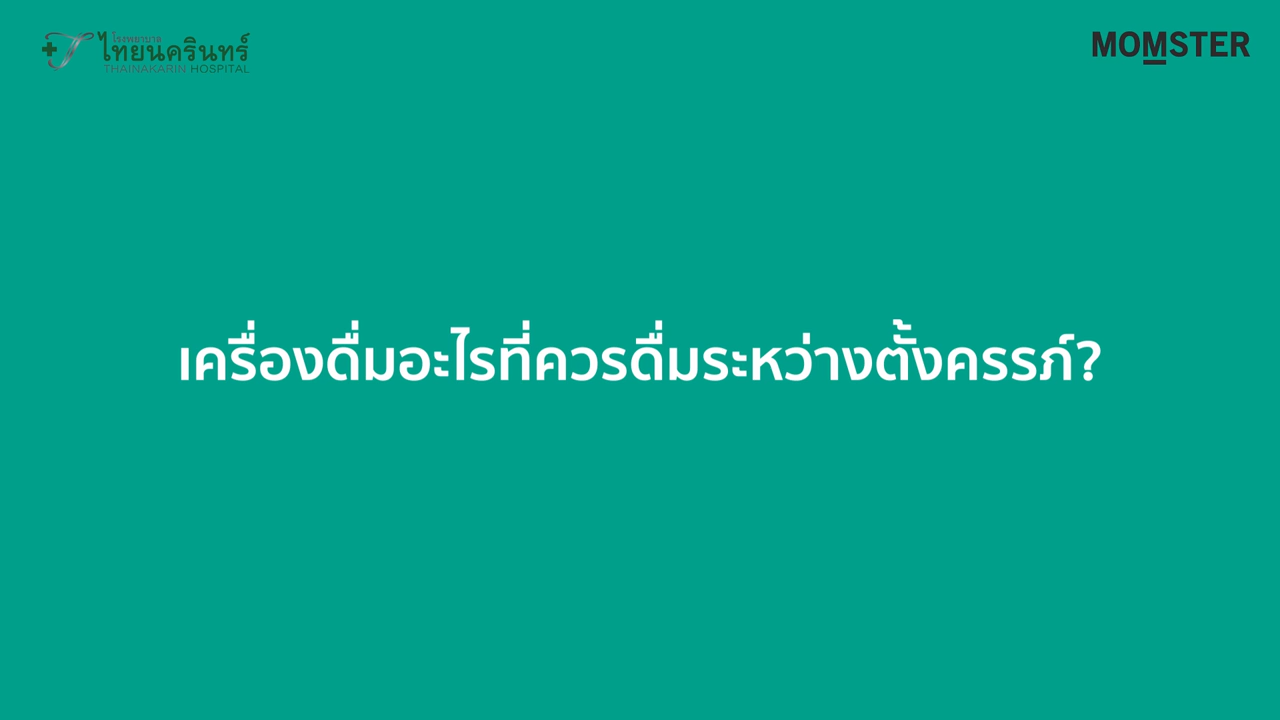 โรงพยาบาล
ไทยนครินทร์
THAINAKARIN HOSPITAL
MOMSTER
เครื่องดื่มอะไรที่ควรดื่มระหว่างตั้งครรภ์?